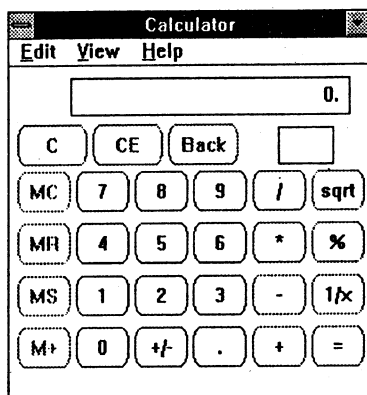 Calculator
Edit View Help
0.
C CE Back
MC 7 8 9 / sqrt
MR 4 5 6 * %
MS 1 2 3 - 1/x
M+ 0 +/- . + =